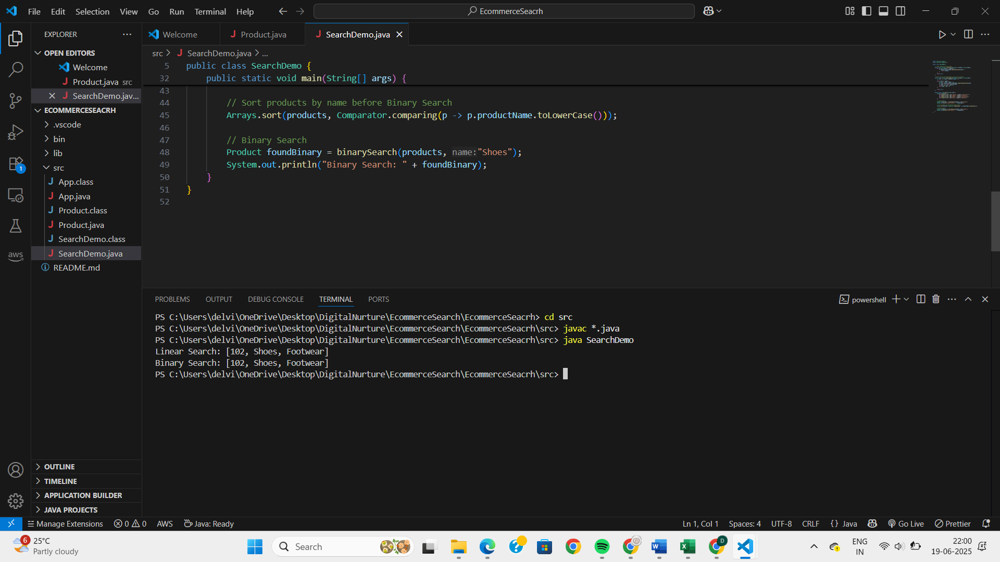 File Edit Selection View Go Run Terminal Help
EcommerceSeacrh
EXPLORER
OPEN EDITORS
Welcome
Product.java src
SearchDemo.jav...
ECOMMERCESEACRH
.vscode
bin
lib
src
App.class
App.java
Product.class
Product.java
SearchDemo.class
SearchDemo.java
README.md
OUTLINE
TIMELINE
APPLICATION BUILDER
JAVA PROJECTS
1
aws
Welcome Product.java SearchDemo.java
src > SearchDemo.java > ...
5 public class SearchDemo {
32 public static void main(String[] args) {
43
44 // Sort products by name before Binary Search
45 Arrays.sort(products, Comparator.comparing(p -> p.productName.toLowerCase()));
46
47 // Binary Search
48 Product foundBinary = binarySearch(products, name:"Shoes");
49 System.out.println("Binary Search: " + foundBinary);
50 }
51 }
52
PROBLEMS OUTPUT DEBUG CONSOLE TERMINAL PORTS
powershell
PS C:\Users\delvi\OneDrive\Desktop\DigitalNurture\EcommerceSearch\EcommerceSeacrh> cd src
PS C:\Users\delvi\OneDrive\Desktop\DigitalNurture\EcommerceSearch\EcommerceSeacrh\src> javac *.java
PS C:\Users\delvi\OneDrive\Desktop\DigitalNurture\EcommerceSearch\EcommerceSeacrh\src> java SearchDemo
Linear Search: [102, Shoes, Footwear]
Binary Search: [102, Shoes, Footwear]
PS C:\Users\delvi\OneDrive\Desktop\DigitalNurture\EcommerceSearch\EcommerceSeacrh\src>
Manage Extensions 0 0 AWS Java: Ready
Ln 1, Col 1 Spaces: 4 UTF-8 CRLF {} Java Go Live Prettier
6
25°C
Partly cloudy
Search
D
ENG
IN
22:00
19-06-2025